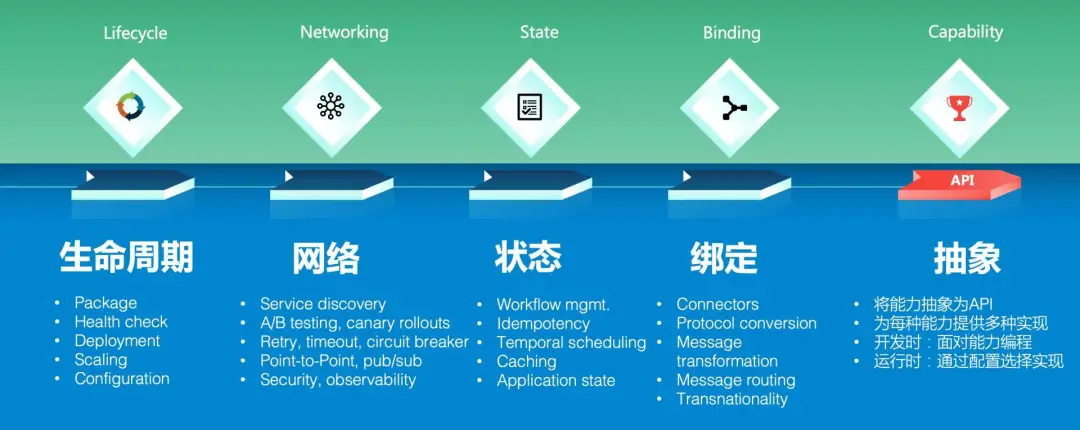 Lifecycle
Networking
State
Binding
Capability
API
生命周期
网络
状态
绑定
抽象
• Package
• Health check
• Deployment
• Scaling
• Configuration
• Service discovery
• A/B testing, canary rollouts
• Retry, timeout, circuit breaker
• Point-to-Point, pub/sub
• Security, observability
• Workflow mgmt.
• Idempotency
• Temporal scheduling
• Caching
• Application state
• Connectors
• Protocol conversion
• Message
transformation
• Message routing
• Transnationality
• 将能力抽象为API
• 为每种能力提供多种实现
• 开发时：面对能力编程
• 运行时：通过配置选择实现